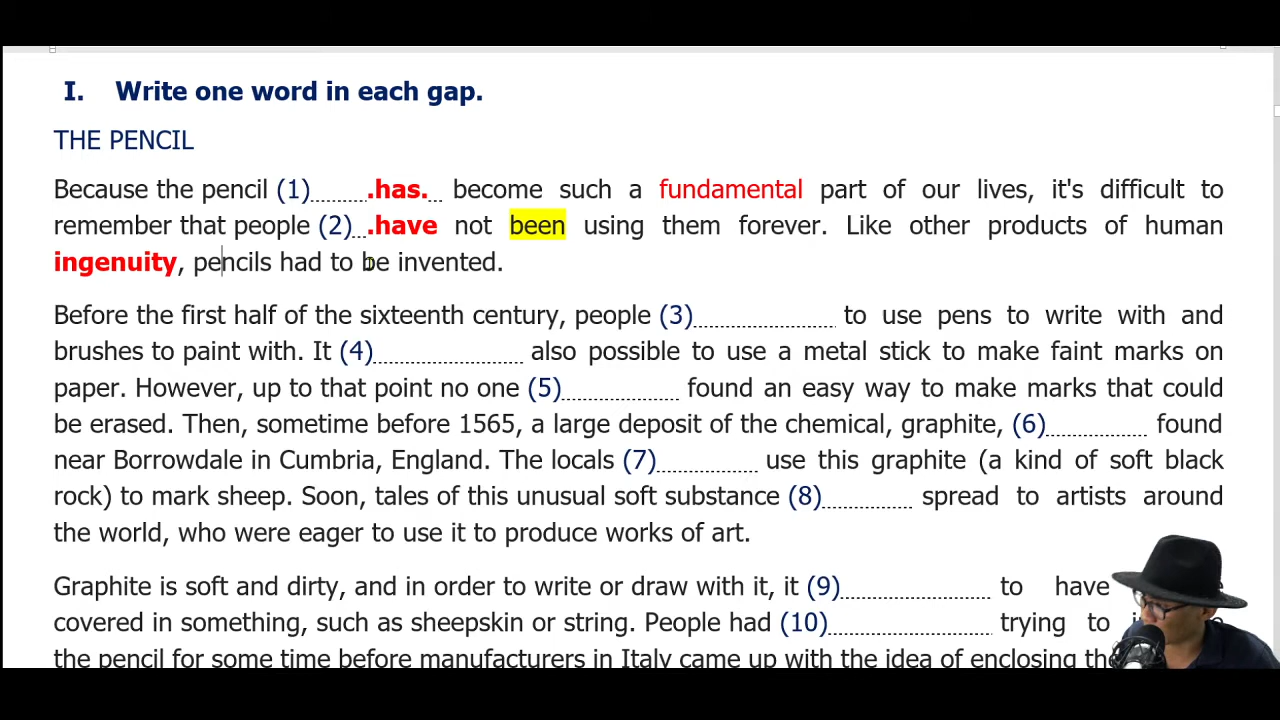 I. Write one word in each gap.
THE PENCIL
Because the pencil (1)........has.... become such a fundamental part of our lives, it's difficult to
remember that people (2)....have not been using them forever. Like other products of human
ingenuity, pencils had to be invented.
Before the first half of the sixteenth century, people (3).................... to use pens to write with and
brushes to paint with. It (4).................... also possible to use a metal stick to make faint marks on
paper. However, up to that point no one (5).................... found an easy way to make marks that could
be erased. Then, sometime before 1565, a large deposit of the chemical, graphite, (6).................... found
near Borrowdale in Cumbria, England. The locals (7).................... use this graphite (a kind of soft black
rock) to mark sheep. Soon, tales of this unusual soft substance (8).................... spread to artists around
the world, who were eager to use it to produce works of art.
Graphite is soft and dirty, and in order to write or draw with it, it (9).................... to have
covered in something, such as sheepskin or string. People had (10).................... trying to
the pencil for some time before manufacturers in Italy came up with the idea of enclosing the